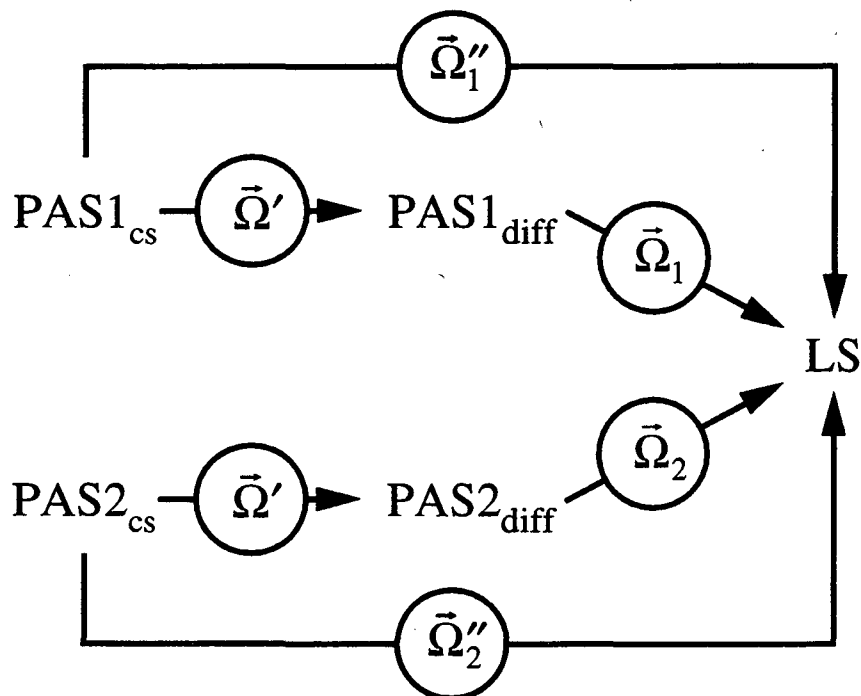 Ω⃗₁″
PAS1cs Ω⃗′ PAS1diff
Ω⃗₁
LS
Ω⃗₂
PAS2cs Ω⃗′ PAS2diff
Ω⃗₂″